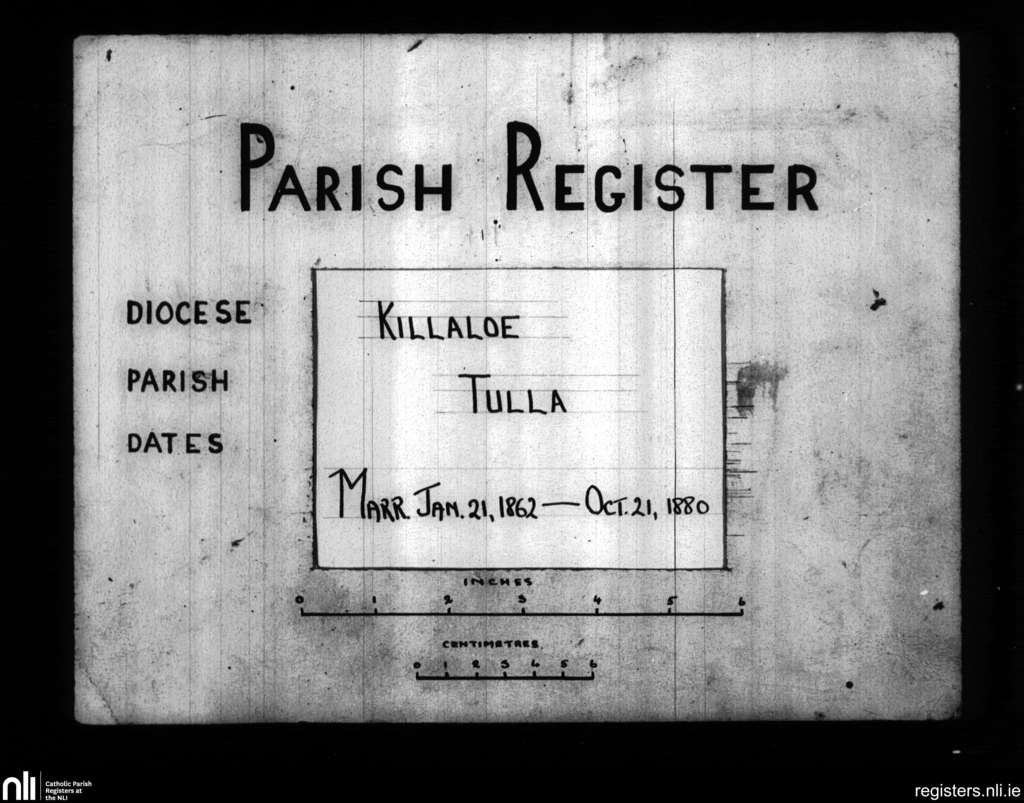 PARISH REGISTER
DIOCESE KILLALOE
PARISH TULLA
DATES
MARR. JAN. 21, 1862 — OCT. 21, 1880
INCHES
0 1 2 3 4 5 6
CENTIMETRES
0 1 2 3 4 5 6
nli Catholic Parish
Registers at
the NLI
registers.nli.ie